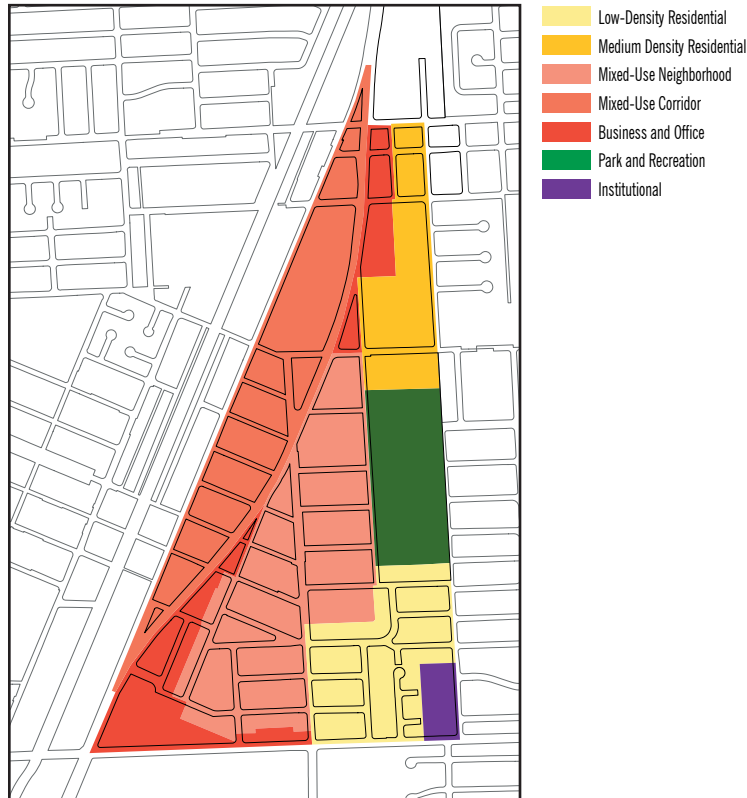 Low-Density Residential
Medium Density Residential
Mixed-Use Neighborhood
Mixed-Use Corridor
Business and Office
Park and Recreation
Institutional